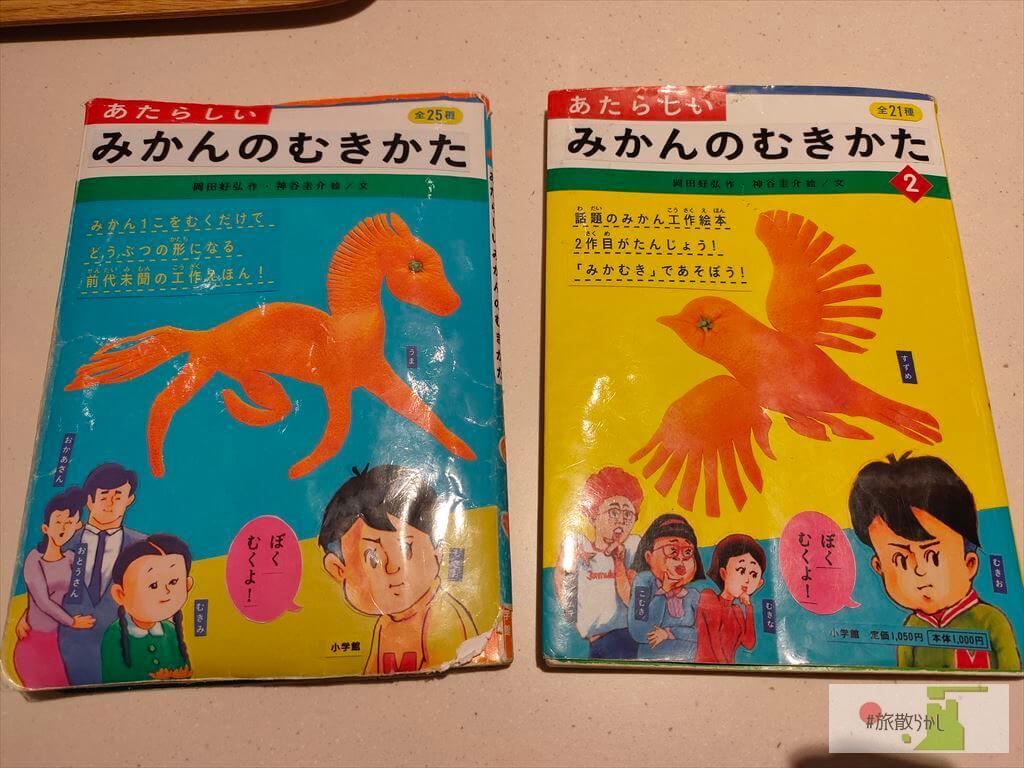 あたらしい
全25種
みかんのむきかた
岡田好弘 作・神谷圭介 絵/文
みかん1こをむくだけで
どうぶつの形になる
前代未聞の工作えほん!
うま
おかあさん
おとうさん
むきみ
ぼく
むくよ!
M
小学館
あたらしい
全21種
みかんのむきかた
2
岡田好弘 作・神谷圭介 絵/文
話題のみかん工作絵本
2作目がたんじょう!
「みかむき」であそぼう!
すずめ
ぼく
むくよ!
むきお
M
小学館 定価1,050円 本体1,000円
#旅散らかし